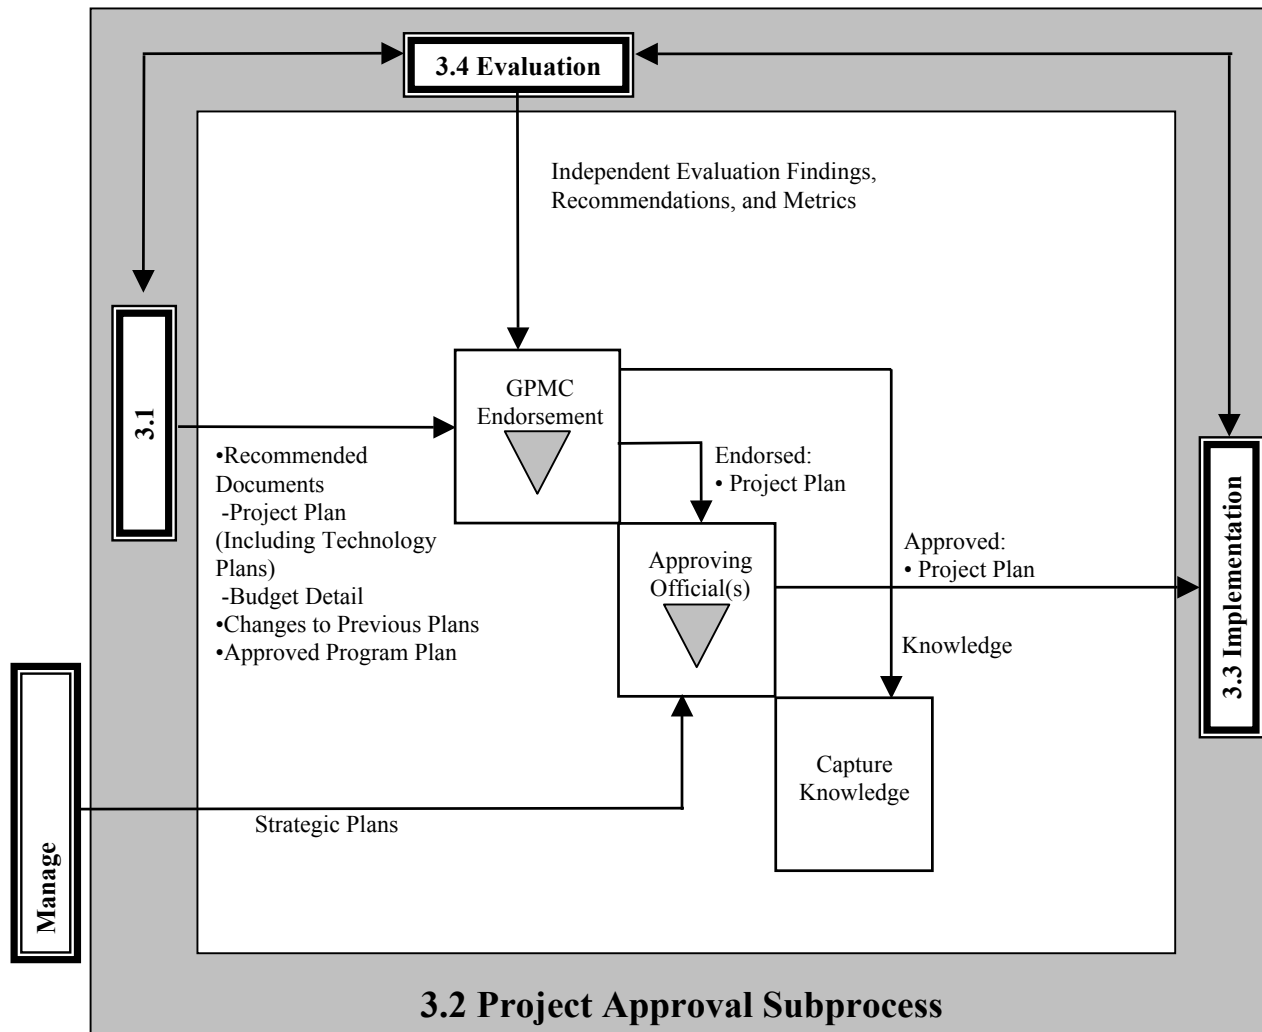 3.4 Evaluation
Independent Evaluation Findings,
Recommendations, and Metrics
3.1
GPMC
Endorsement
•Recommended
Documents
-Project Plan
(Including Technology
Plans)
-Budget Detail
•Changes to Previous Plans
•Approved Program Plan
Endorsed:
• Project Plan
Approving
Official(s)
Approved:
• Project Plan
Knowledge
3.3 Implementation
Capture
Knowledge
Strategic Plans
Manage
3.2 Project Approval Subprocess